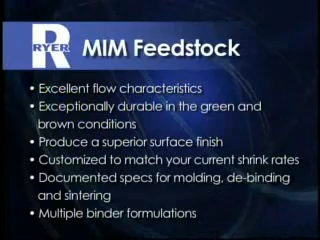 R
RYER
MIM Feedstock
• Excellent flow characteristics
• Exceptionally durable in the green and
brown conditions
• Produce a superior surface finish
• Customized to match your current shrink rates
• Documented specs for molding, de-binding
and sintering
• Multiple binder formulations